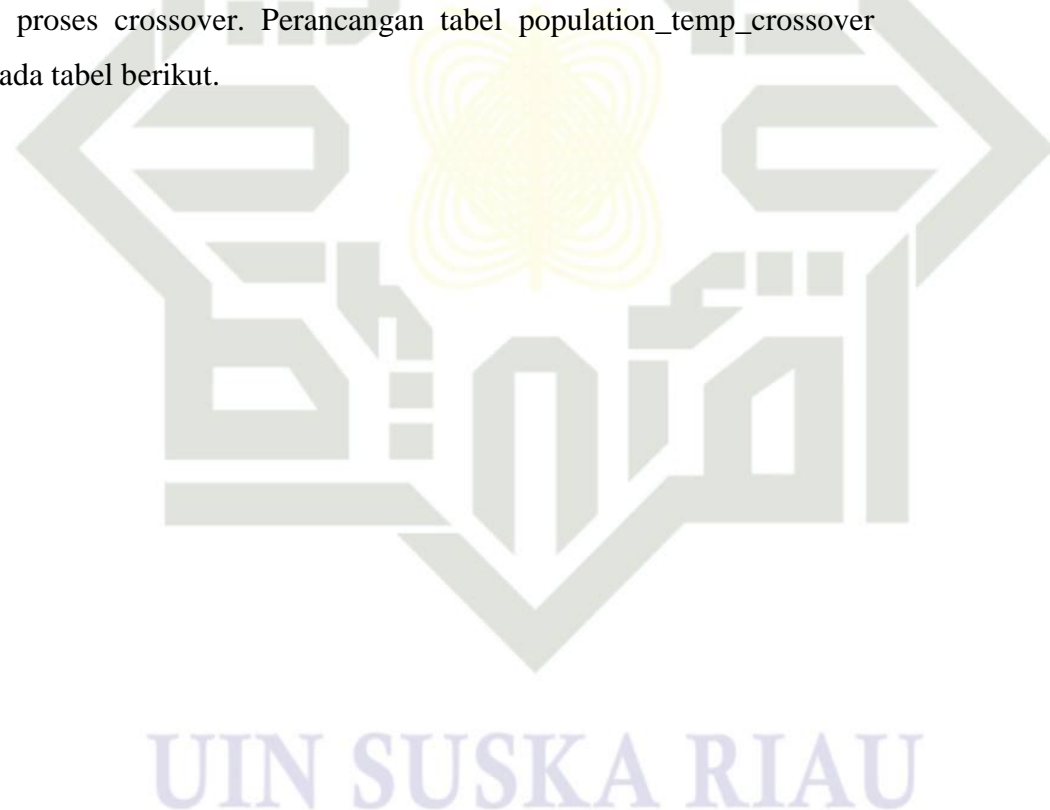 proses crossover. Perancangan tabel population_temp_crossover
ada tabel berikut.
UIN SUSKA RIAU